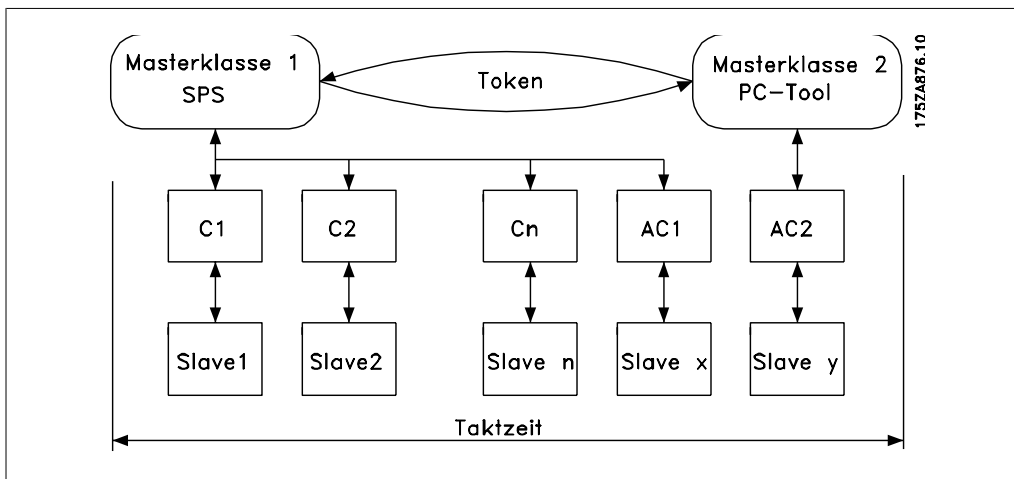 Masterklasse 1
SPS
Token
Masterklasse 2
PC-Tool
175ZA876.10
C1
C2
Cn
AC1
AC2
Slave1
Slave2
Slave n
Slave x
Slave y
Taktzeit